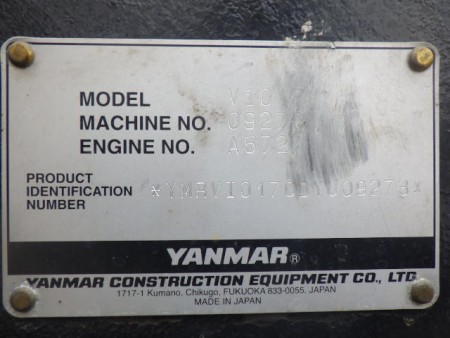 MODEL VIO
MACHINE NO.
ENGINE NO.
PRODUCT
IDENTIFICATION
NUMBER
YANMAR®
YANMAR CONSTRUCTION EQUIPMENT CO., LTD.
1717-1 Kumano, Chikugo, FUKUOKA 833-0055, JAPAN
MADE IN JAPAN